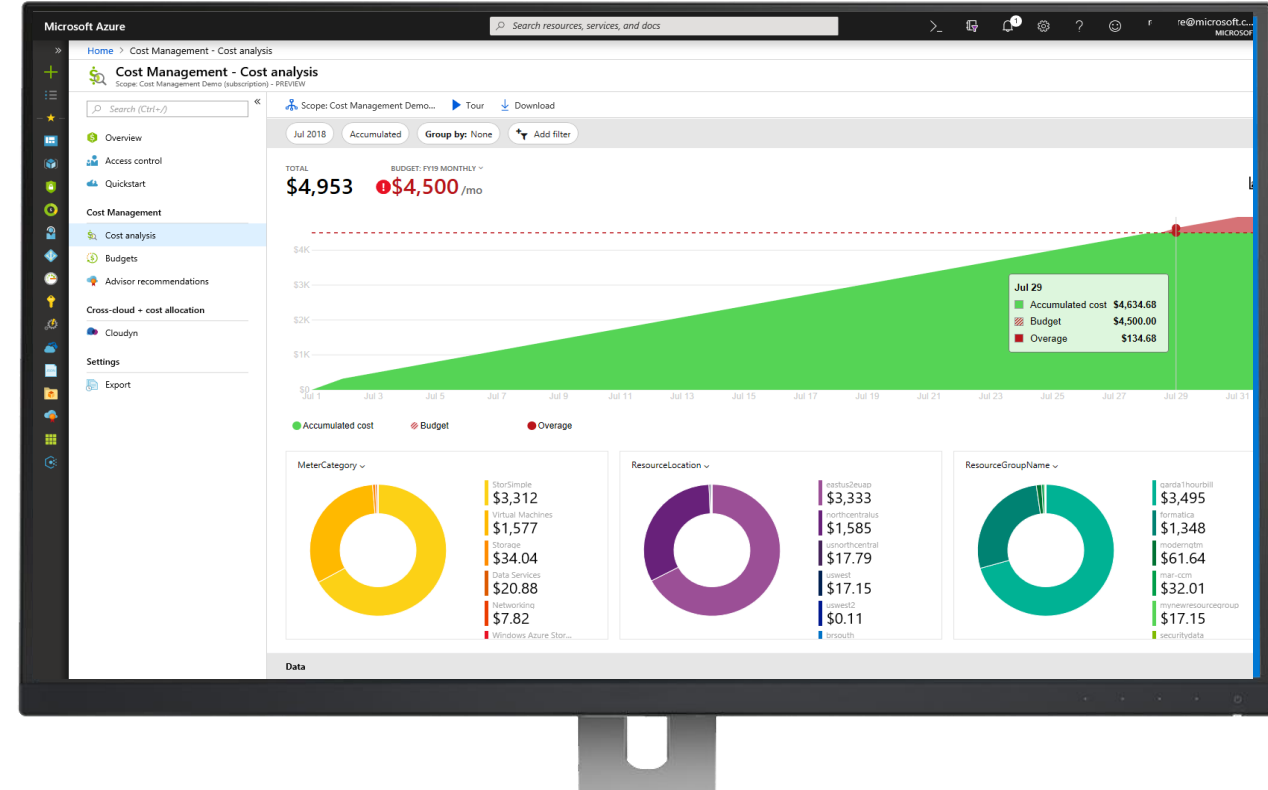 Microsoft Azure
Search resources, services, and docs
1
re@microsoft.c...
MICROSOF
Home > Cost Management - Cost analysis
Cost Management - Cost analysis
Scope: Cost Management Demo (subscription) - PREVIEW
Search (Ctrl+/)
Overview
Access control
Quickstart
Cost Management
Cost analysis
Budgets
Advisor recommendations
Cross-cloud + cost allocation
Cloudyn
Settings
Export
Scope: Cost Management Demo... Tour Download
Jul 2018 Accumulated Group by: None Add filter
TOTAL BUDGET: FY19 MONTHLY
$4,953 $4,500 /mo
$4K
$3K
$2K
$1K
$0
Jul 1 Jul 3 Jul 5 Jul 7 Jul 9 Jul 11 Jul 13 Jul 15 Jul 17 Jul 19 Jul 21 Jul 23 Jul 25 Jul 27 Jul 29 Jul 31
Jul 29
Accumulated cost $4,634.68
Budget $4,500.00
Overage $134.68
Accumulated cost Budget Overage
MeterCategory
StorSimple
$3,312
Virtual Machines
$1,577
Storage
$34.04
Data Services
$20.88
Networking
$7.82
Windows Azure Stor...
ResourceLocation
eastus2euap
$3,333
northcentralus
$1,585
usnorthcentral
$17.79
uswest
$17.15
uswest2
$0.11
brsouth
ResourceGroupName
qarda1hourbill
$3,495
formatica
$1,348
modernqtm
$61.64
mar-ccm
$32.01
mynewresourcegroup
$17.15
securitydata
Data